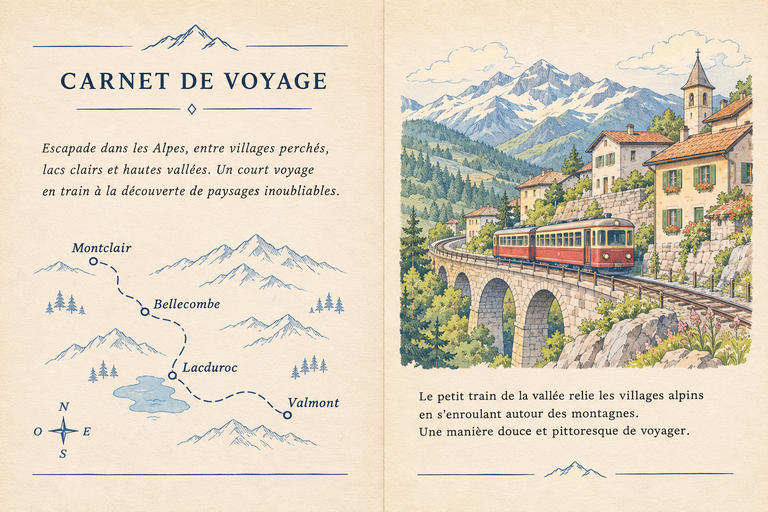 CARNET DE VOYAGE
Escapade dans les Alpes, entre villages perchés,
lacs clairs et hautes vallées. Un court voyage
en train à la découverte de paysages inoubliables.
Montclair
Bellecombe
Lacduroc
Valmont
N
O E
S
Le petit train de la vallée relie les villages alpins
en s'enroulant autour des montagnes.
Une manière douce et pittoresque de voyager.